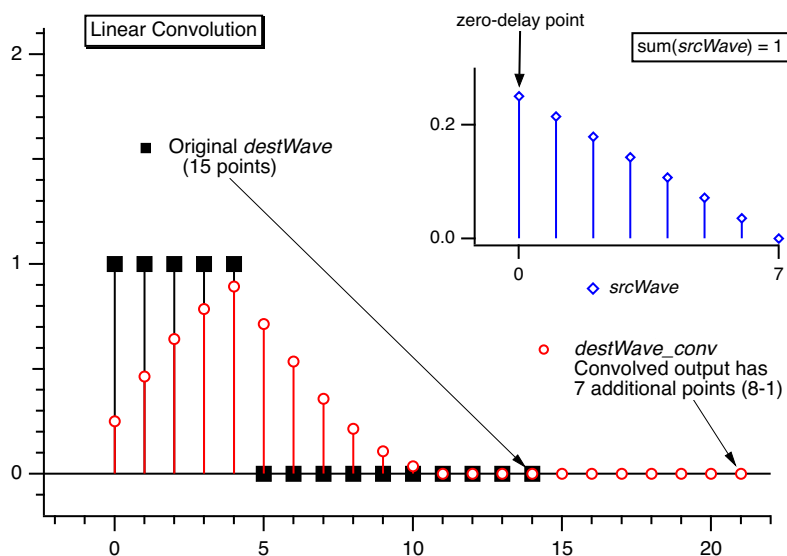 Linear Convolution
zero-delay point
sum(srcWave) = 1
2
1
0
0.2
0.0
0
7
srcWave
Original destWave
(15 points)
destWave_conv
Convolved output has
7 additional points (8-1)
0
5
10
15
20